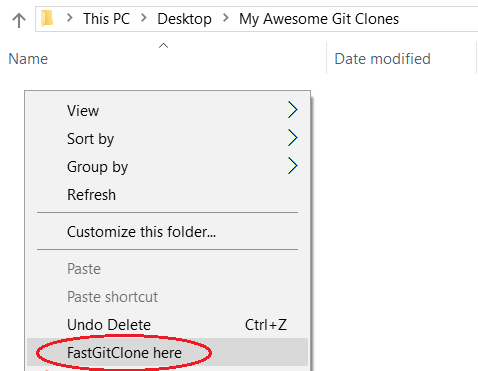 This PC > Desktop > My Awesome Git Clones
Name Date modified
View
Sort by
Group by
Refresh
Customize this folder...
Paste
Paste shortcut
Undo Delete Ctrl+Z
FastGitClone here